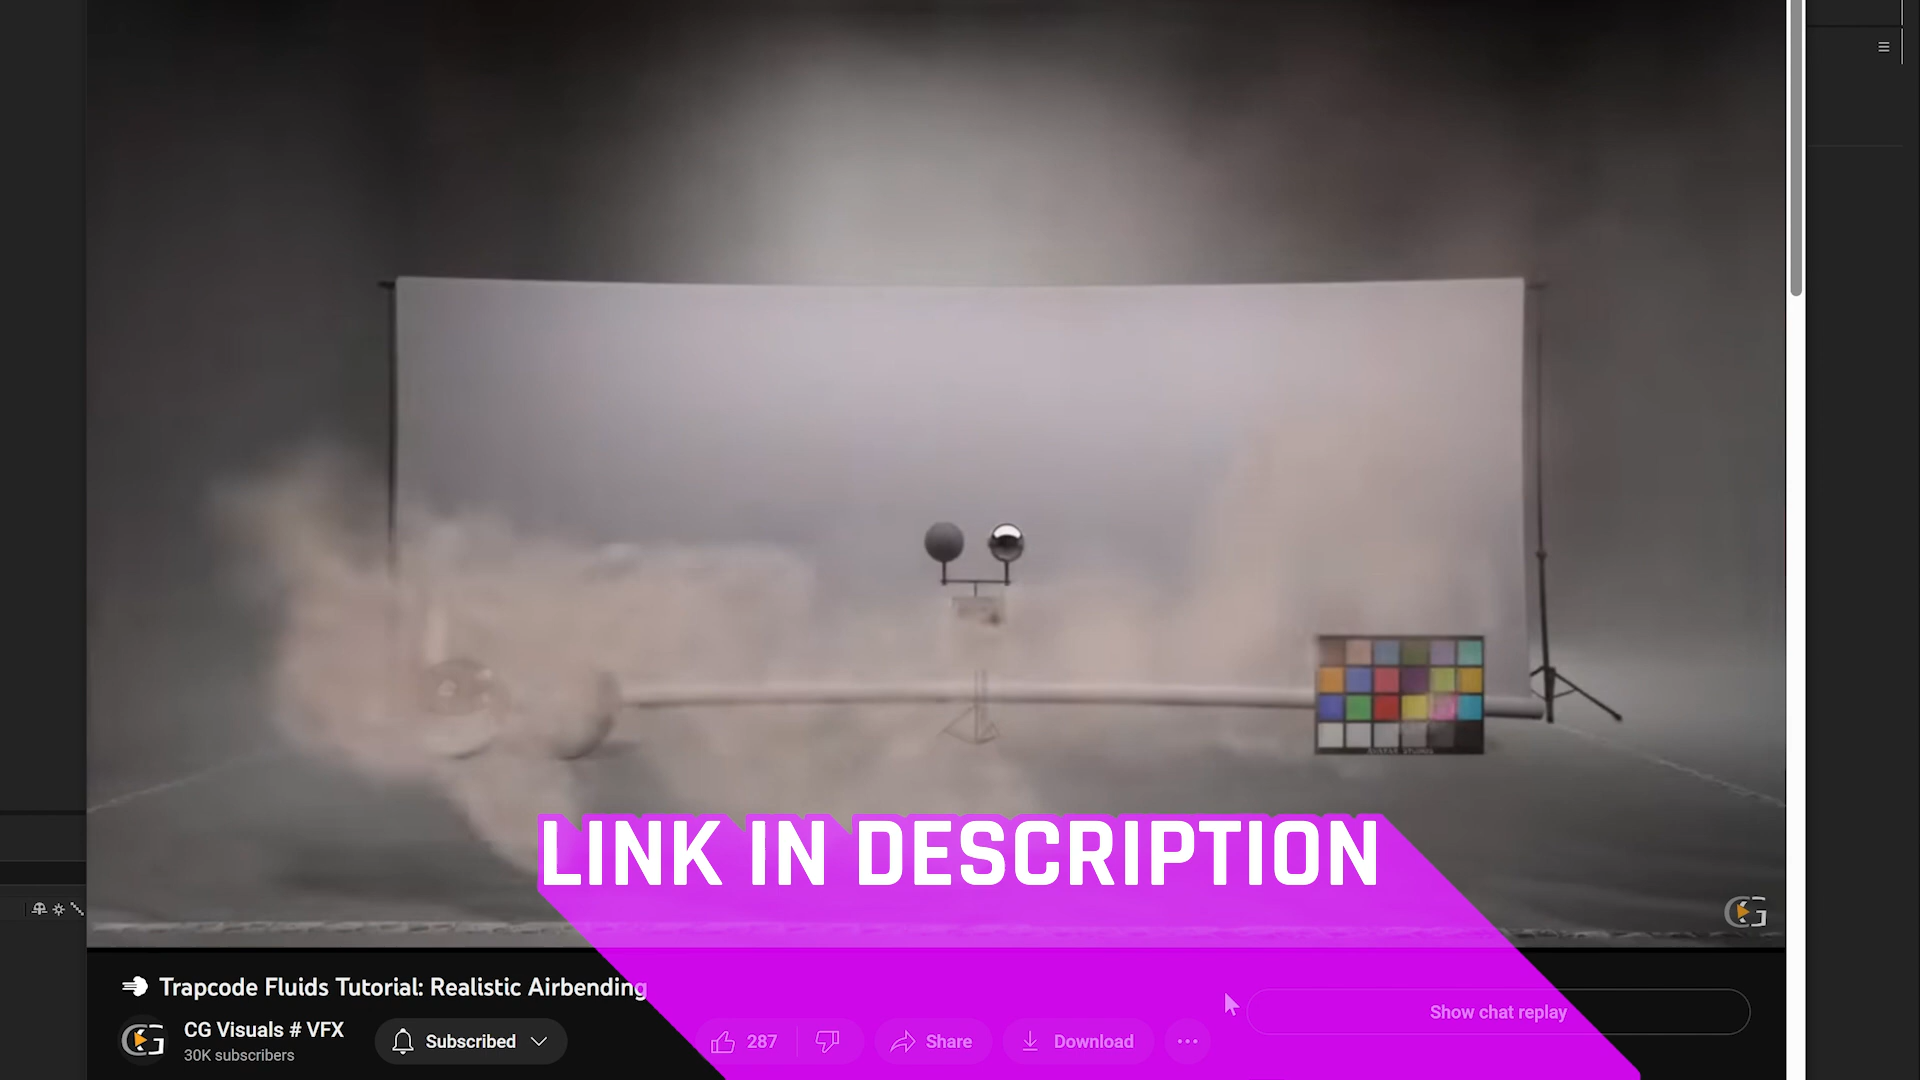 LINK IN DESCRIPTION
Trapcode Fluids Tutorial: Realistic Airbending
CG Visuals # VFX
30K subscribers
Subscribed
287
Share
Download
Show chat replay